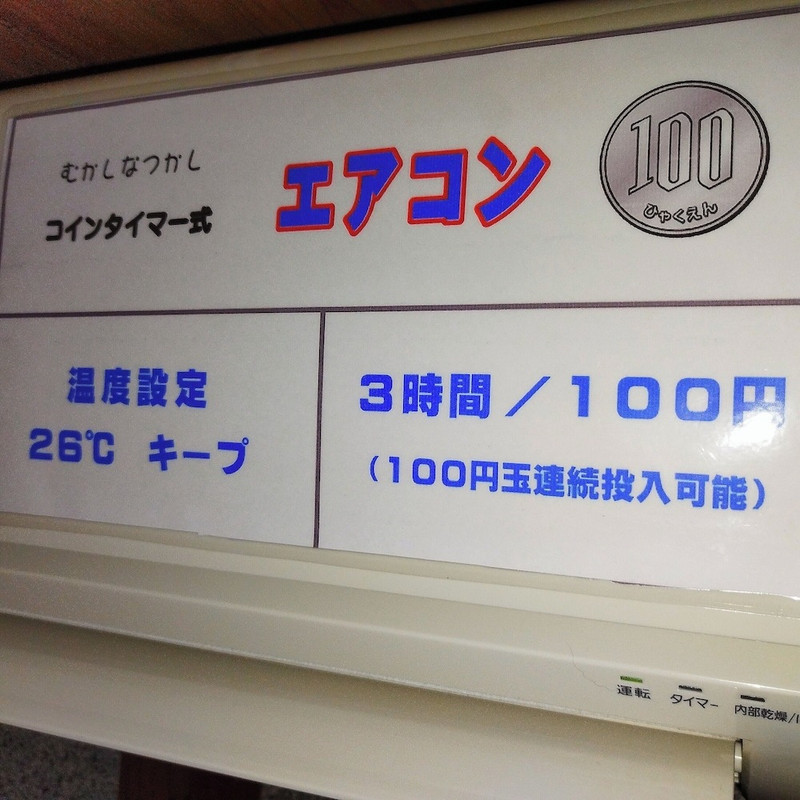 むかしなつかし
コインタイマー式
エアコン
100
ひゃくえん
温度設定
26℃ キープ
3時間／100円
（100円玉連続投入可能）
運転
タイマー
内部乾燥/